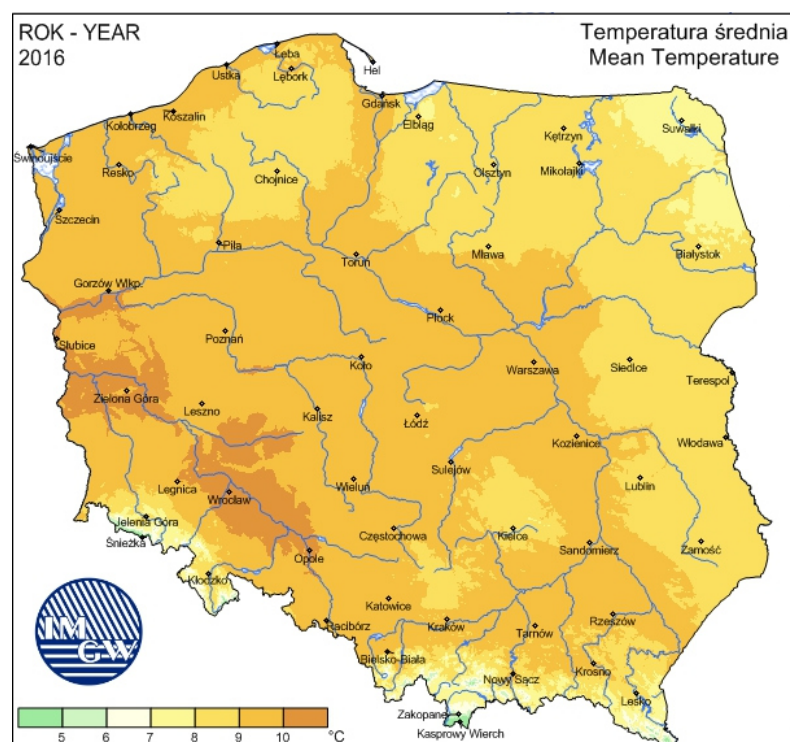 ROK - YEAR
2016
Temperatura średnia
Mean Temperature
Łeba
Ustka
Lębork
Hel
Gdańsk
Koszalin
Kołobrzeg
Elbląg
Suwałki
Kętrzyn
Świnoujście
Resko
Chojnice
Olsztyn
Mikołajki
Szczecin
Piła
Toruń
Mława
Białystok
Gorzów Wlkp.
Płock
Słubice
Poznań
Koło
Warszawa
Siedlce
Terespol
Zielona Góra
Leszno
Kalisz
Łódź
Kozienice
Włodawa
Sulejów
Legnica
Wrocław
Wieluń
Lublin
Jelenia Góra
Śnieżka
Częstochowa
Kielce
Sandomierz
Zamość
Opole
Kłodzko
Katowice
Racibórz
Kraków
Tarnów
Rzeszów
Bielsko-Biała
Nowy Sącz
Krosno
Lesko
Zakopane
Kasprowy Wierch
IM
GW
5 6 7 8 9 10 °C